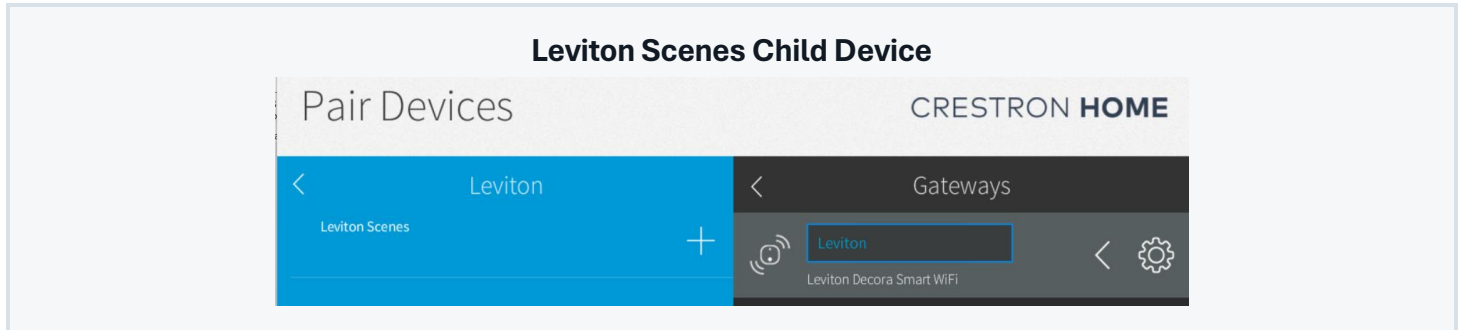 Leviton Scenes Child Device
Pair Devices
CRESTRON HOME
Leviton
Leviton Scenes
Gateways
Leviton
Leviton Decora Smart WiFi